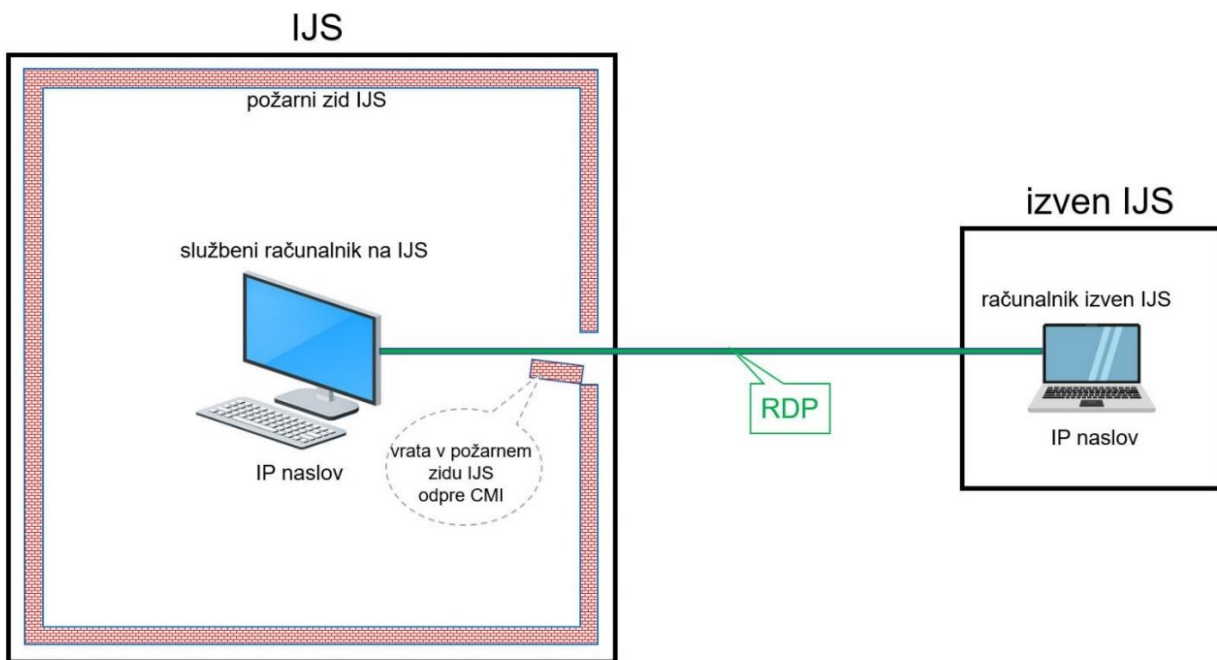 IJS
požarni zid IJS
službeni računalnik na IJS
IP naslov
vrata v požarnem
zidu IJS
odpre CMI
RDP
izven IJS
računalnik izven IJS
IP naslov